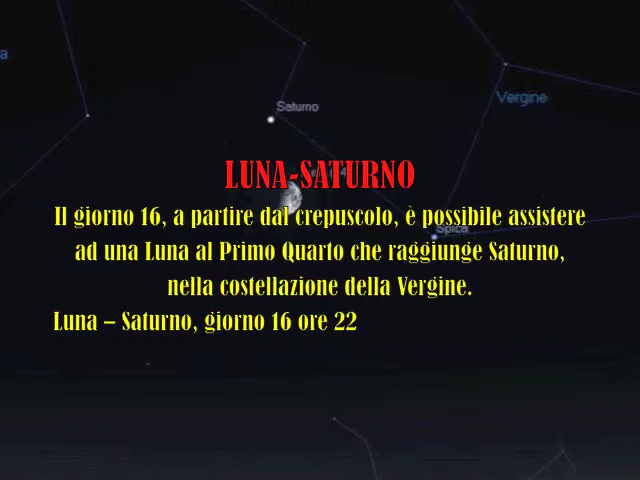 a
Saturno
Vergine
LUNA-SATURNO
Il giorno 16, a partire dal crepuscolo, è possibile assistere
Spica
ad una Luna al Primo Quarto che raggiunge Saturno,
nella costellazione della Vergine.
Luna – Saturno, giorno 16 ore 22